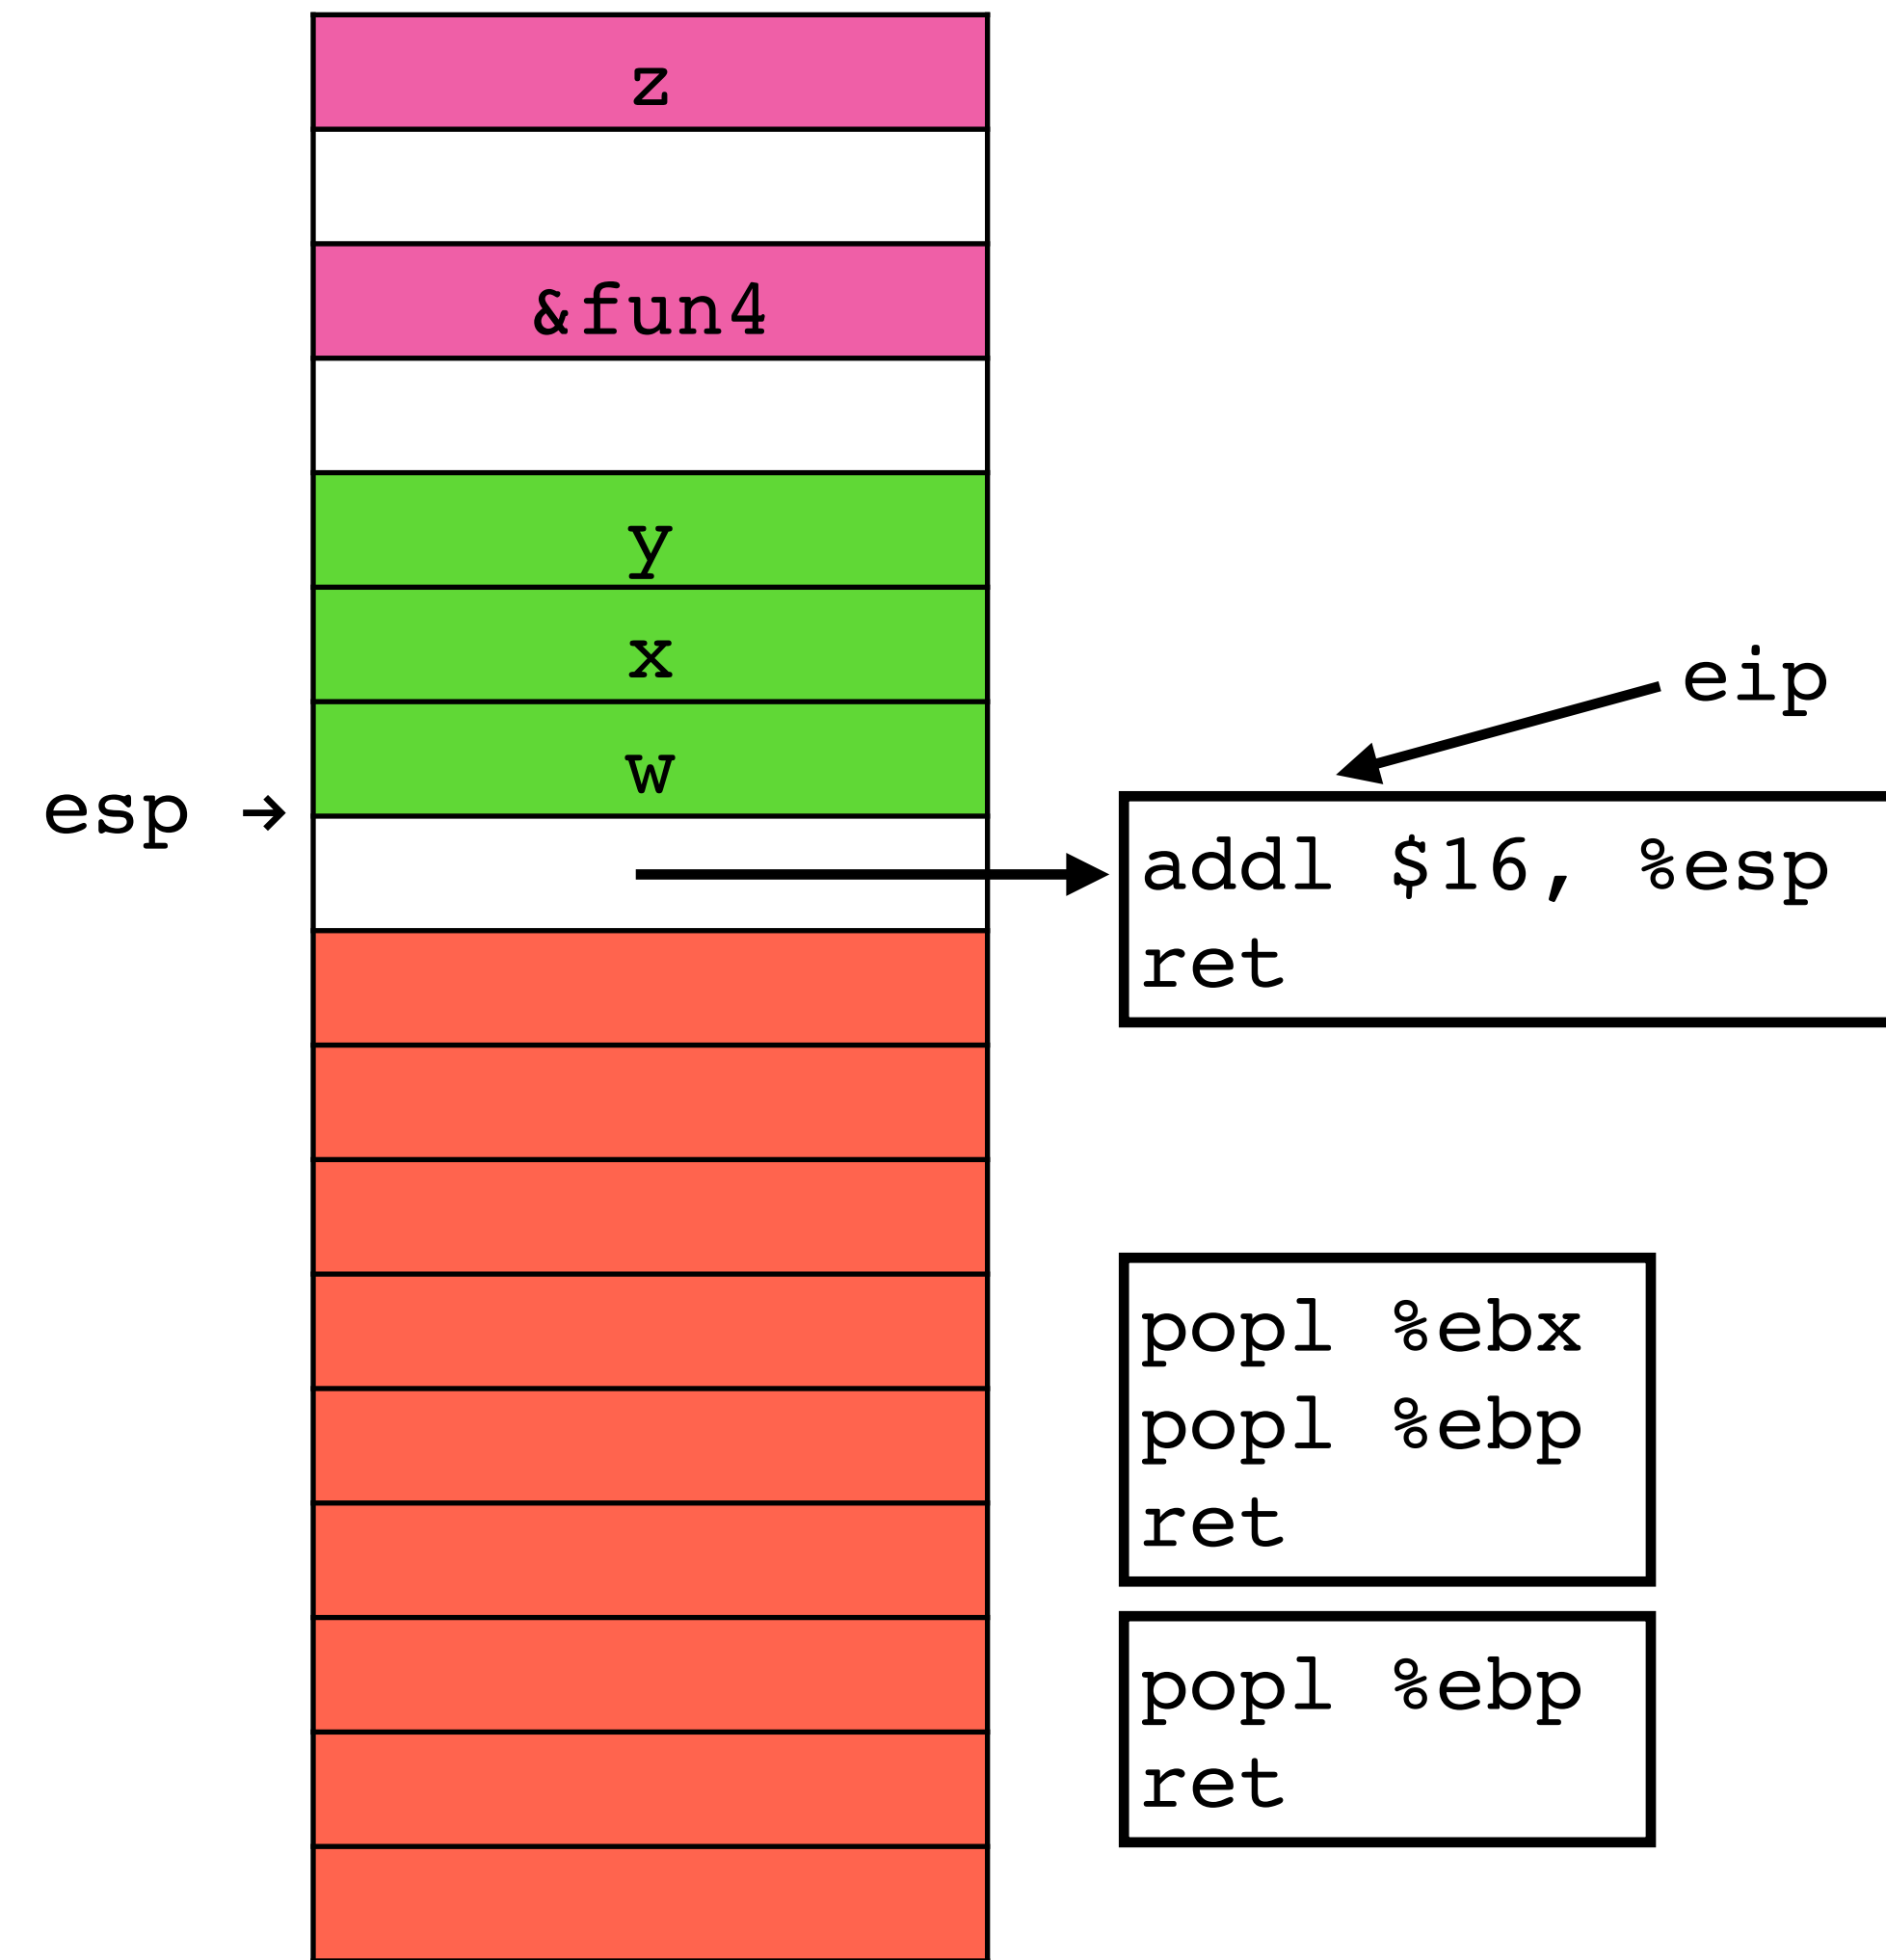 z
&fun4
y
x
w
esp →
eip
addl $16, %esp
ret
popl %ebx
popl %ebp
ret
popl %ebp
ret